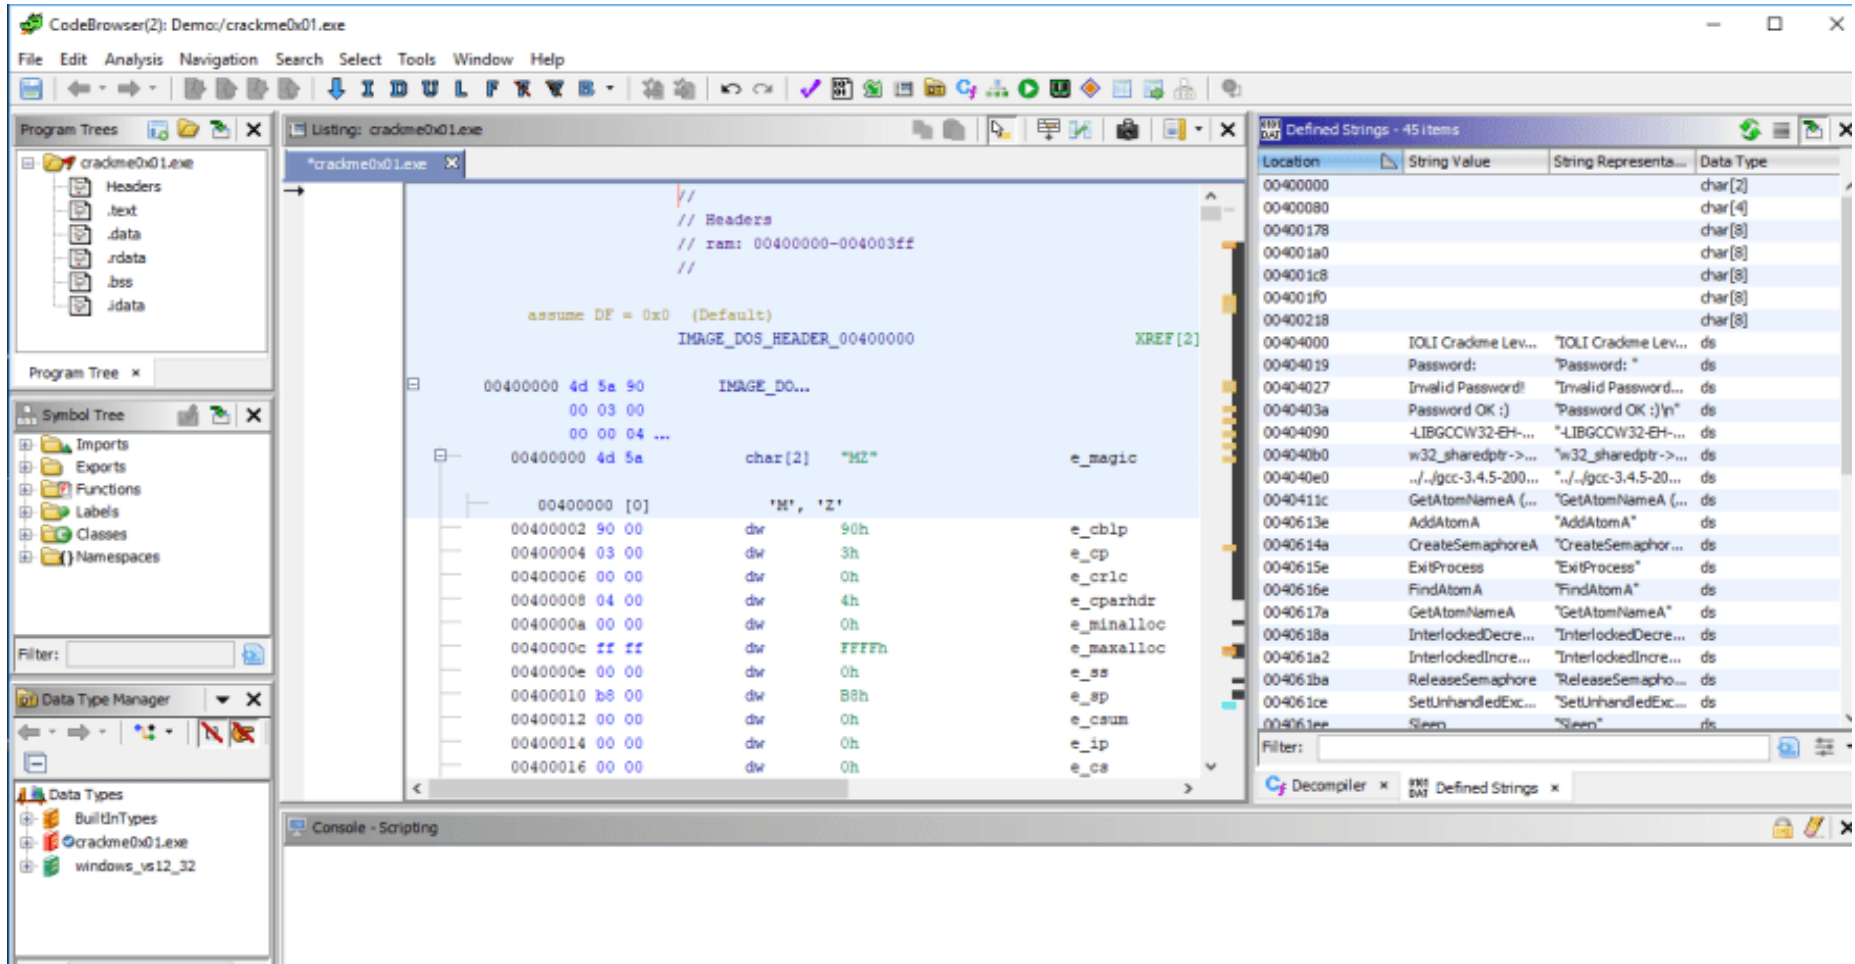 CodeBrowser(2): Demo:/crackme0x01.exe
File Edit Analysis Navigation Search Select Tools Window Help
Program Trees
crackme0x01.exe
Headers
.text
.data
.rdata
.bss
.idata
Program Tree ×
Symbol Tree
Imports
Exports
Functions
Labels
Classes
Namespaces
Filter:
Data Type Manager
Data Types
BuiltInTypes
crackme0x01.exe
windows_vs12_32
Listing: crackme0x01.exe
*crackme0x01.exe
//
// Headers
// ram: 00400000-004003ff
//
assume DF = 0x0 (Default)
IMAGE_DOS_HEADER_00400000 XREF[2]
00400000 4d 5a 90 IMAGE_DO...
00 03 00
00 00 04 ...
00400000 4d 5a char[2] "MZ" e_magic
00400000 [0] 'M', 'Z'
00400002 90 00 dw 90h e_cblp
00400004 03 00 dw 3h e_cp
00400006 00 00 dw 0h e_crlc
00400008 04 00 dw 4h e_cparhdr
0040000a 00 00 dw 0h e_minalloc
0040000c ff ff dw FFFFh e_maxalloc
0040000e 00 00 dw 0h e_ss
00400010 b8 00 dw B8h e_sp
00400012 00 00 dw 0h e_csum
00400014 00 00 dw 0h e_ip
00400016 00 00 dw 0h e_cs
Defined Strings - 45 items
Location String Value String Representa... Data Type
00400000 char[2]
00400080 char[4]
00400178 char[8]
004001a0 char[8]
004001c8 char[8]
004001f0 char[8]
00400218 char[8]
00404000 IOLI Crackme Lev... "IOLI Crackme Lev... ds
00404019 Password: "Password: " ds
00404027 Invalid Password! "Invalid Password... ds
0040403a Password OK :) "Password OK :)\n" ds
00404090 -LIBGCCW32-EH-... "-LIBGCCW32-EH-... ds
004040b0 w32_sharedptr->... "w32_sharedptr->... ds
004040e0 ../../gcc-3.4.5-200... "../../gcc-3.4.5-20... ds
0040411c GetAtomNameA (... "GetAtomNameA (... ds
0040613e AddAtomA "AddAtomA" ds
0040614a CreateSemaphoreA "CreateSemaphor... ds
0040615e ExitProcess "ExitProcess" ds
0040616e FindAtomA "FindAtomA" ds
0040617a GetAtomNameA "GetAtomNameA" ds
0040618a InterlockedDecre... "InterlockedDecre... ds
004061a2 InterlockedIncre... "InterlockedIncre... ds
004061ba ReleaseSemaphore "ReleaseSemapho... ds
004061ce SetUnhandledExc... "SetUnhandledExc... ds
004061ee Sleep "Sleep" ds
Filter:
Decompiler × Defined Strings ×
Console - Scripting